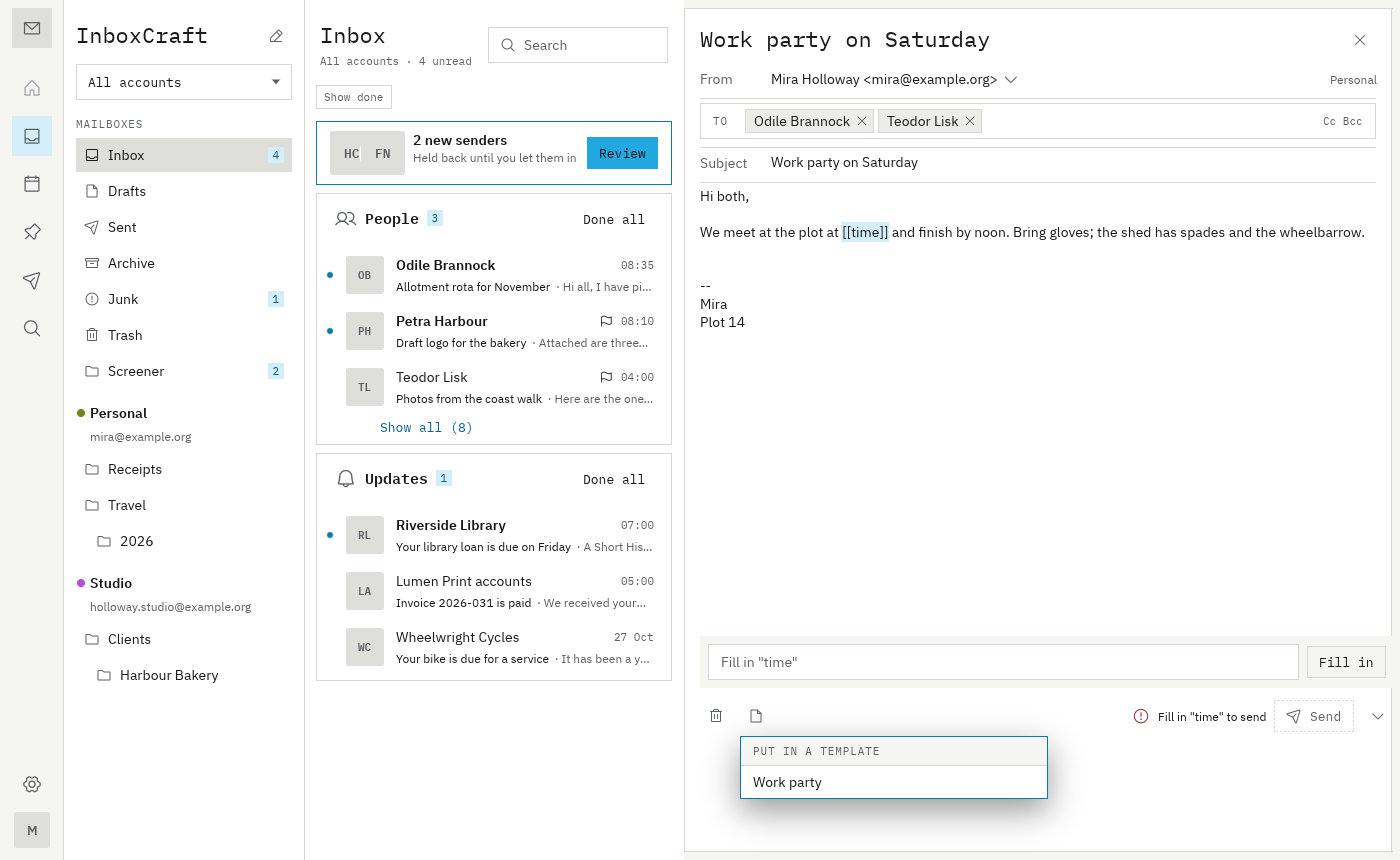 InboxCraft
All accounts
MAILBOXES
Inbox 4
Drafts
Sent
Archive
Junk 1
Trash
Screener 2
Personal
mira@example.org
Receipts
Travel
2026
Studio
holloway.studio@example.org
Clients
Harbour Bakery
M
Inbox
All accounts · 4 unread
Search
Show done
HC FN
2 new senders
Held back until you let them in
Review
People 3 Done all
OB
Odile Brannock 08:35
Allotment rota for November · Hi all, I have pi…
PH
Petra Harbour 08:10
Draft logo for the bakery · Attached are three…
TL
Teodor Lisk 04:00
Photos from the coast walk · Here are the one…
Show all (8)
Updates 1 Done all
RL
Riverside Library 07:00
Your library loan is due on Friday · A Short His…
LA
Lumen Print accounts 05:00
Invoice 2026-031 is paid · We received your…
WC
Wheelwright Cycles 27 Oct
Your bike is due for a service · It has been a y…
Work party on Saturday
From Mira Holloway <mira@example.org> Personal
TO Odile Brannock Teodor Lisk Cc Bcc
Subject Work party on Saturday
Hi both,
We meet at the plot at [[time]] and finish by noon. Bring gloves; the shed has spades and the wheelbarrow.
--
Mira
Plot 14
Fill in "time" Fill in
Fill in "time" to send Send
PUT IN A TEMPLATE
Work party